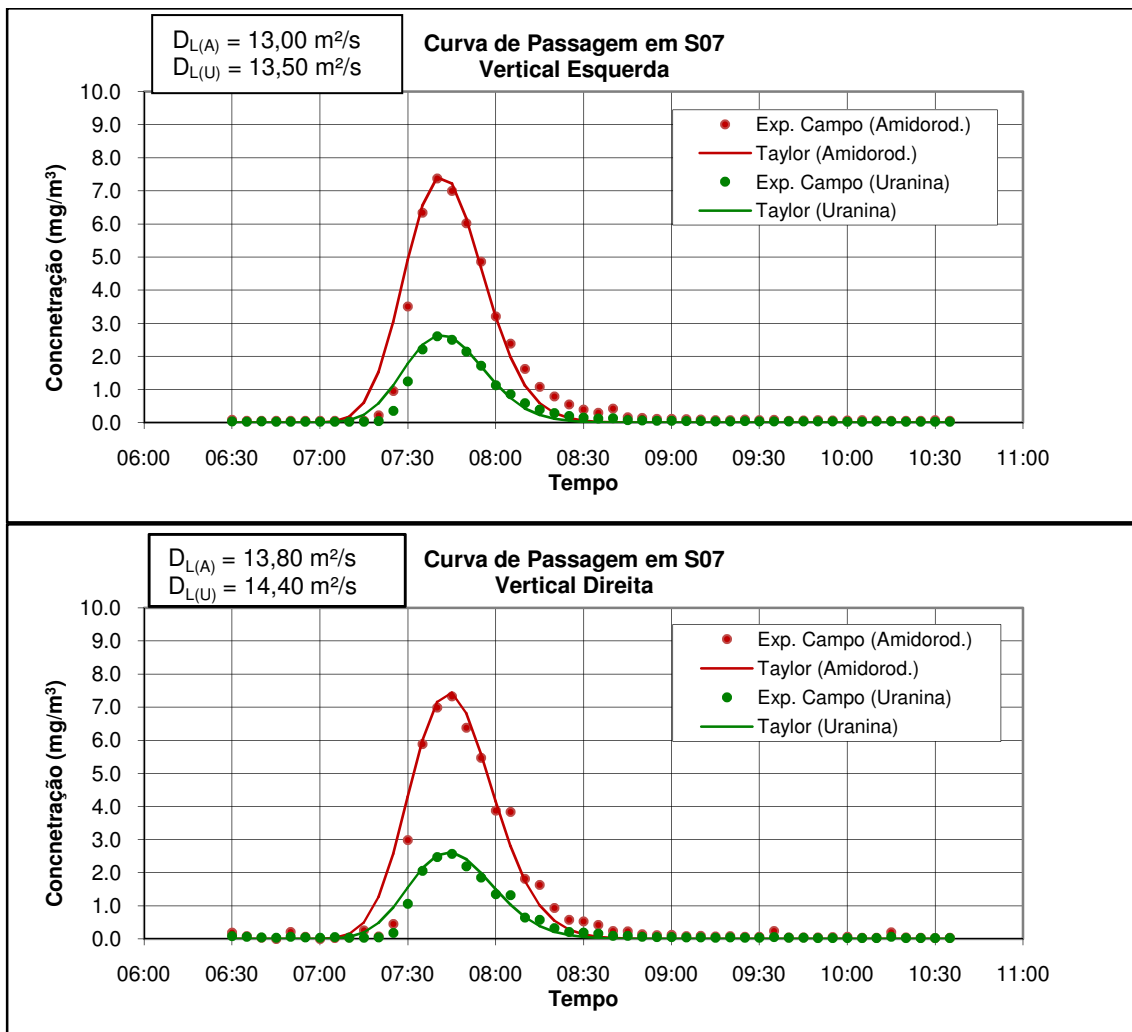 D_L(A) = 13,00 m²/s
D_L(U) = 13,50 m²/s
Curva de Passagem em S07
Vertical Esquerda
Concnetração (mg/m³)
10.0
9.0
8.0
7.0
6.0
5.0
4.0
3.0
2.0
1.0
0.0
Exp. Campo (Amidorod.)
Taylor (Amidorod.)
Exp. Campo (Uranina)
Taylor (Uranina)
06:00 06:30 07:00 07:30 08:00 08:30 09:00 09:30 10:00 10:30 11:00
Tempo
D_L(A) = 13,80 m²/s
D_L(U) = 14,40 m²/s
Curva de Passagem em S07
Vertical Direita
Concnetração (mg/m³)
10.0
9.0
8.0
7.0
6.0
5.0
4.0
3.0
2.0
1.0
0.0
Exp. Campo (Amidorod.)
Taylor (Amidorod.)
Exp. Campo (Uranina)
Taylor (Uranina)
06:00 06:30 07:00 07:30 08:00 08:30 09:00 09:30 10:00 10:30 11:00
Tempo